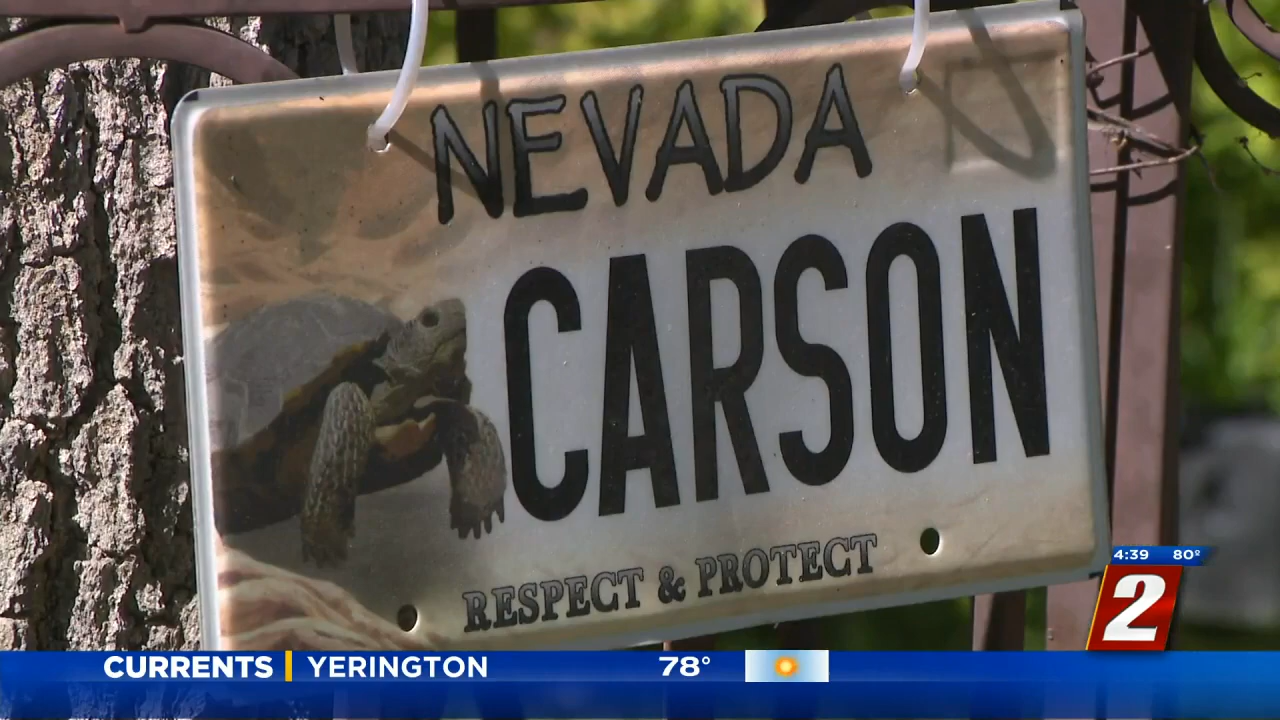 NEVADA
CARSON
RESPECT & PROTECT
4:39 80°
2
CURRENTS YERINGTON 78°